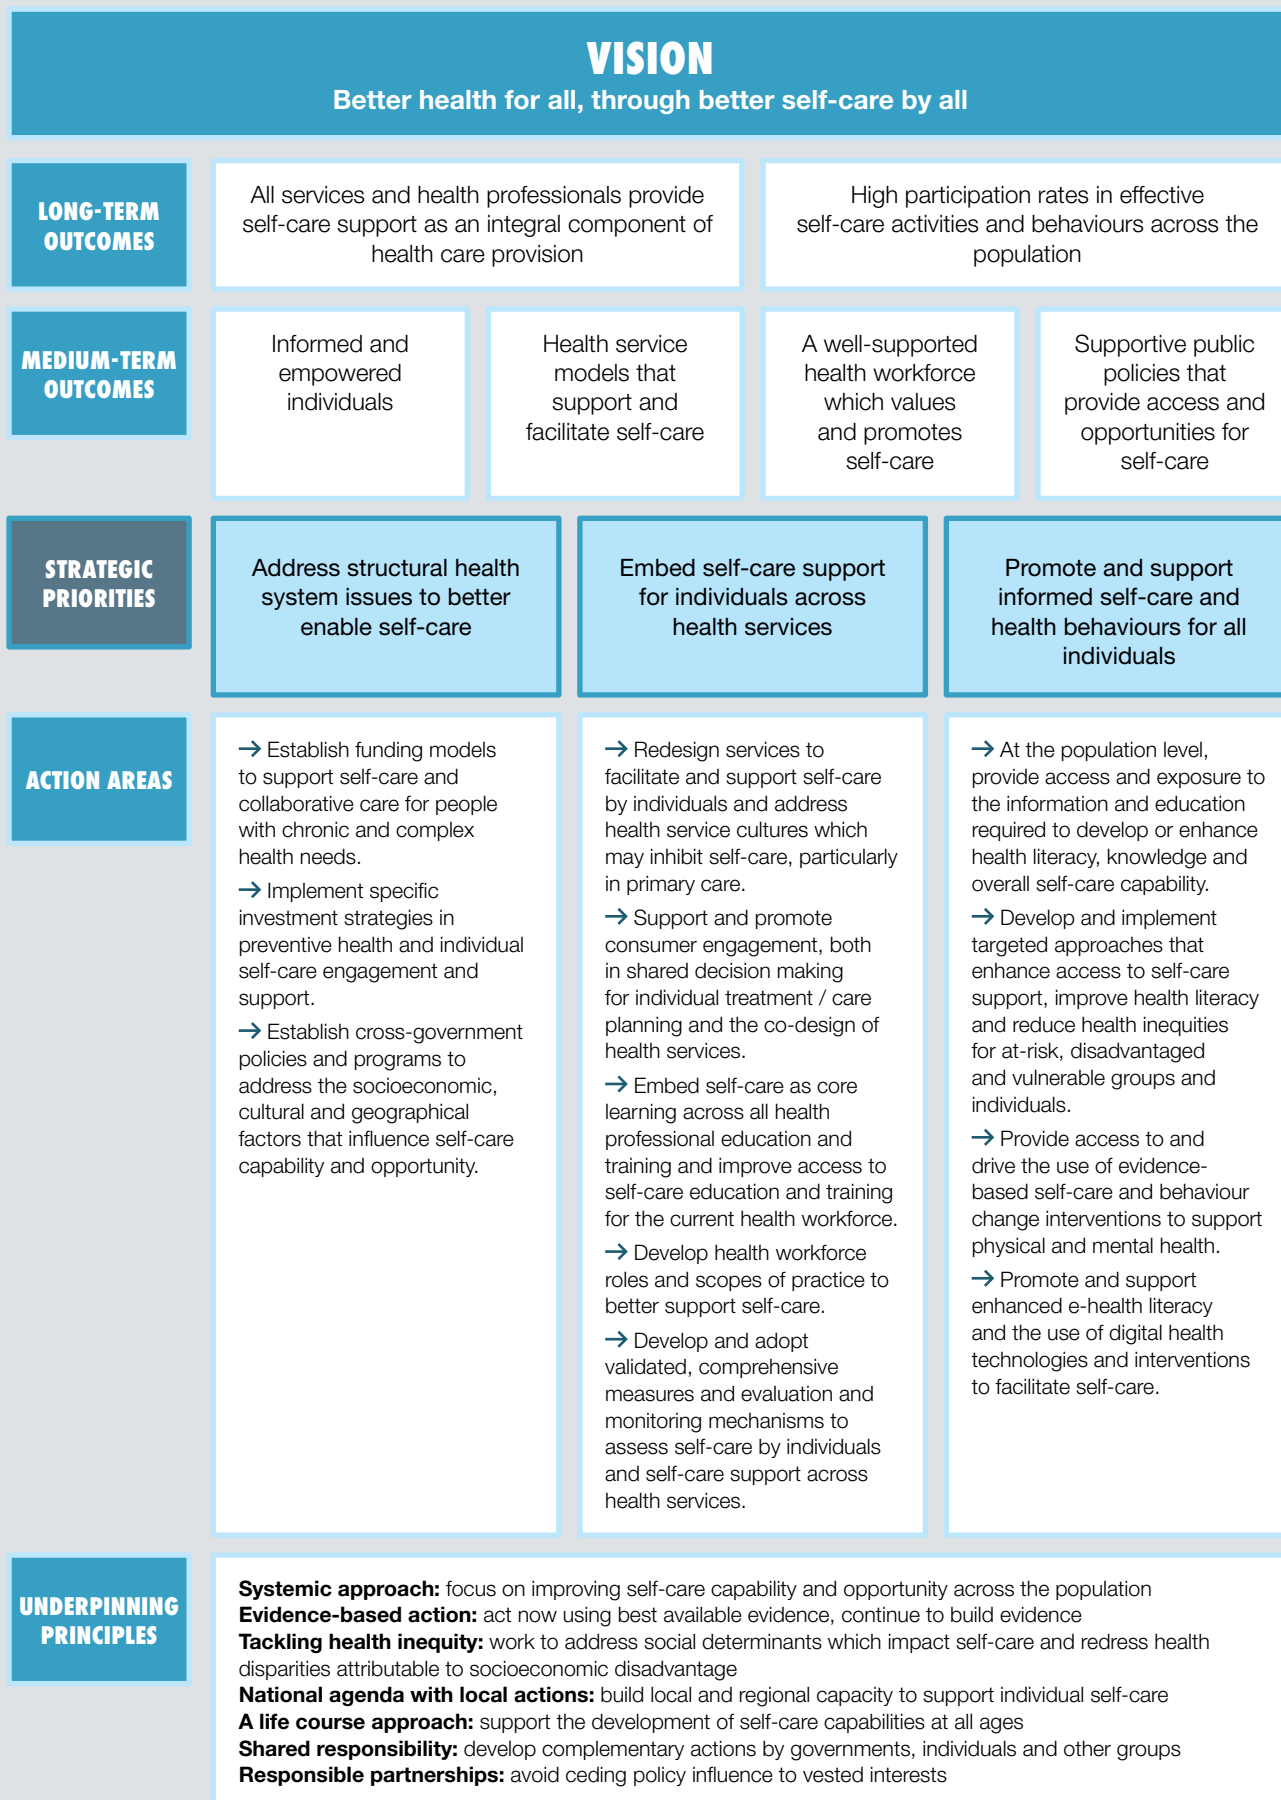 VISION
Better health for all, through better self-care by all
LONG-TERM
OUTCOMES
All services and health professionals provide
self-care support as an integral component of
health care provision
High participation rates in effective
self-care activities and behaviours across the
population
MEDIUM-TERM
OUTCOMES
Informed and
empowered
individuals
Health service
models that
support and
facilitate self-care
A well-supported
health workforce
which values
and promotes
self-care
Supportive public
policies that
provide access and
opportunities for
self-care
STRATEGIC
PRIORITIES
Address structural health
system issues to better
enable self-care
Embed self-care support
for individuals across
health services
Promote and support
informed self-care and
health behaviours for all
individuals
ACTION AREAS
→ Establish funding models
to support self-care and
collaborative care for people
with chronic and complex
health needs.
→ Implement specific
investment strategies in
preventive health and individual
self-care engagement and
support.
→ Establish cross-government
policies and programs to
address the socioeconomic,
cultural and geographical
factors that influence self-care
capability and opportunity.
→ Redesign services to
facilitate and support self-care
by individuals and address
health service cultures which
may inhibit self-care, particularly
in primary care.
→ Support and promote
consumer engagement, both
in shared decision making
for individual treatment / care
planning and the co-design of
health services.
→ Embed self-care as core
learning across all health
professional education and
training and improve access to
self-care education and training
for the current health workforce.
→ Develop health workforce
roles and scopes of practice to
better support self-care.
→ Develop and adopt
validated, comprehensive
measures and evaluation and
monitoring mechanisms to
assess self-care by individuals
and self-care support across
health services.
→ At the population level,
provide access and exposure to
the information and education
required to develop or enhance
health literacy, knowledge and
overall self-care capability.
→ Develop and implement
targeted approaches that
enhance access to self-care
support, improve health literacy
and reduce health inequities
for at-risk, disadvantaged
and vulnerable groups and
individuals.
→ Provide access to and
drive the use of evidence-
based self-care and behaviour
change interventions to support
physical and mental health.
→ Promote and support
enhanced e-health literacy
and the use of digital health
technologies and interventions
to facilitate self-care.
UNDERPINNING
PRINCIPLES
Systemic approach: focus on improving self-care capability and opportunity across the population
Evidence-based action: act now using best available evidence, continue to build evidence
Tackling health inequity: work to address social determinants which impact self-care and redress health
disparities attributable to socioeconomic disadvantage
National agenda with local actions: build local and regional capacity to support individual self-care
A life course approach: support the development of self-care capabilities at all ages
Shared responsibility: develop complementary actions by governments, individuals and other groups
Responsible partnerships: avoid ceding policy influence to vested interests